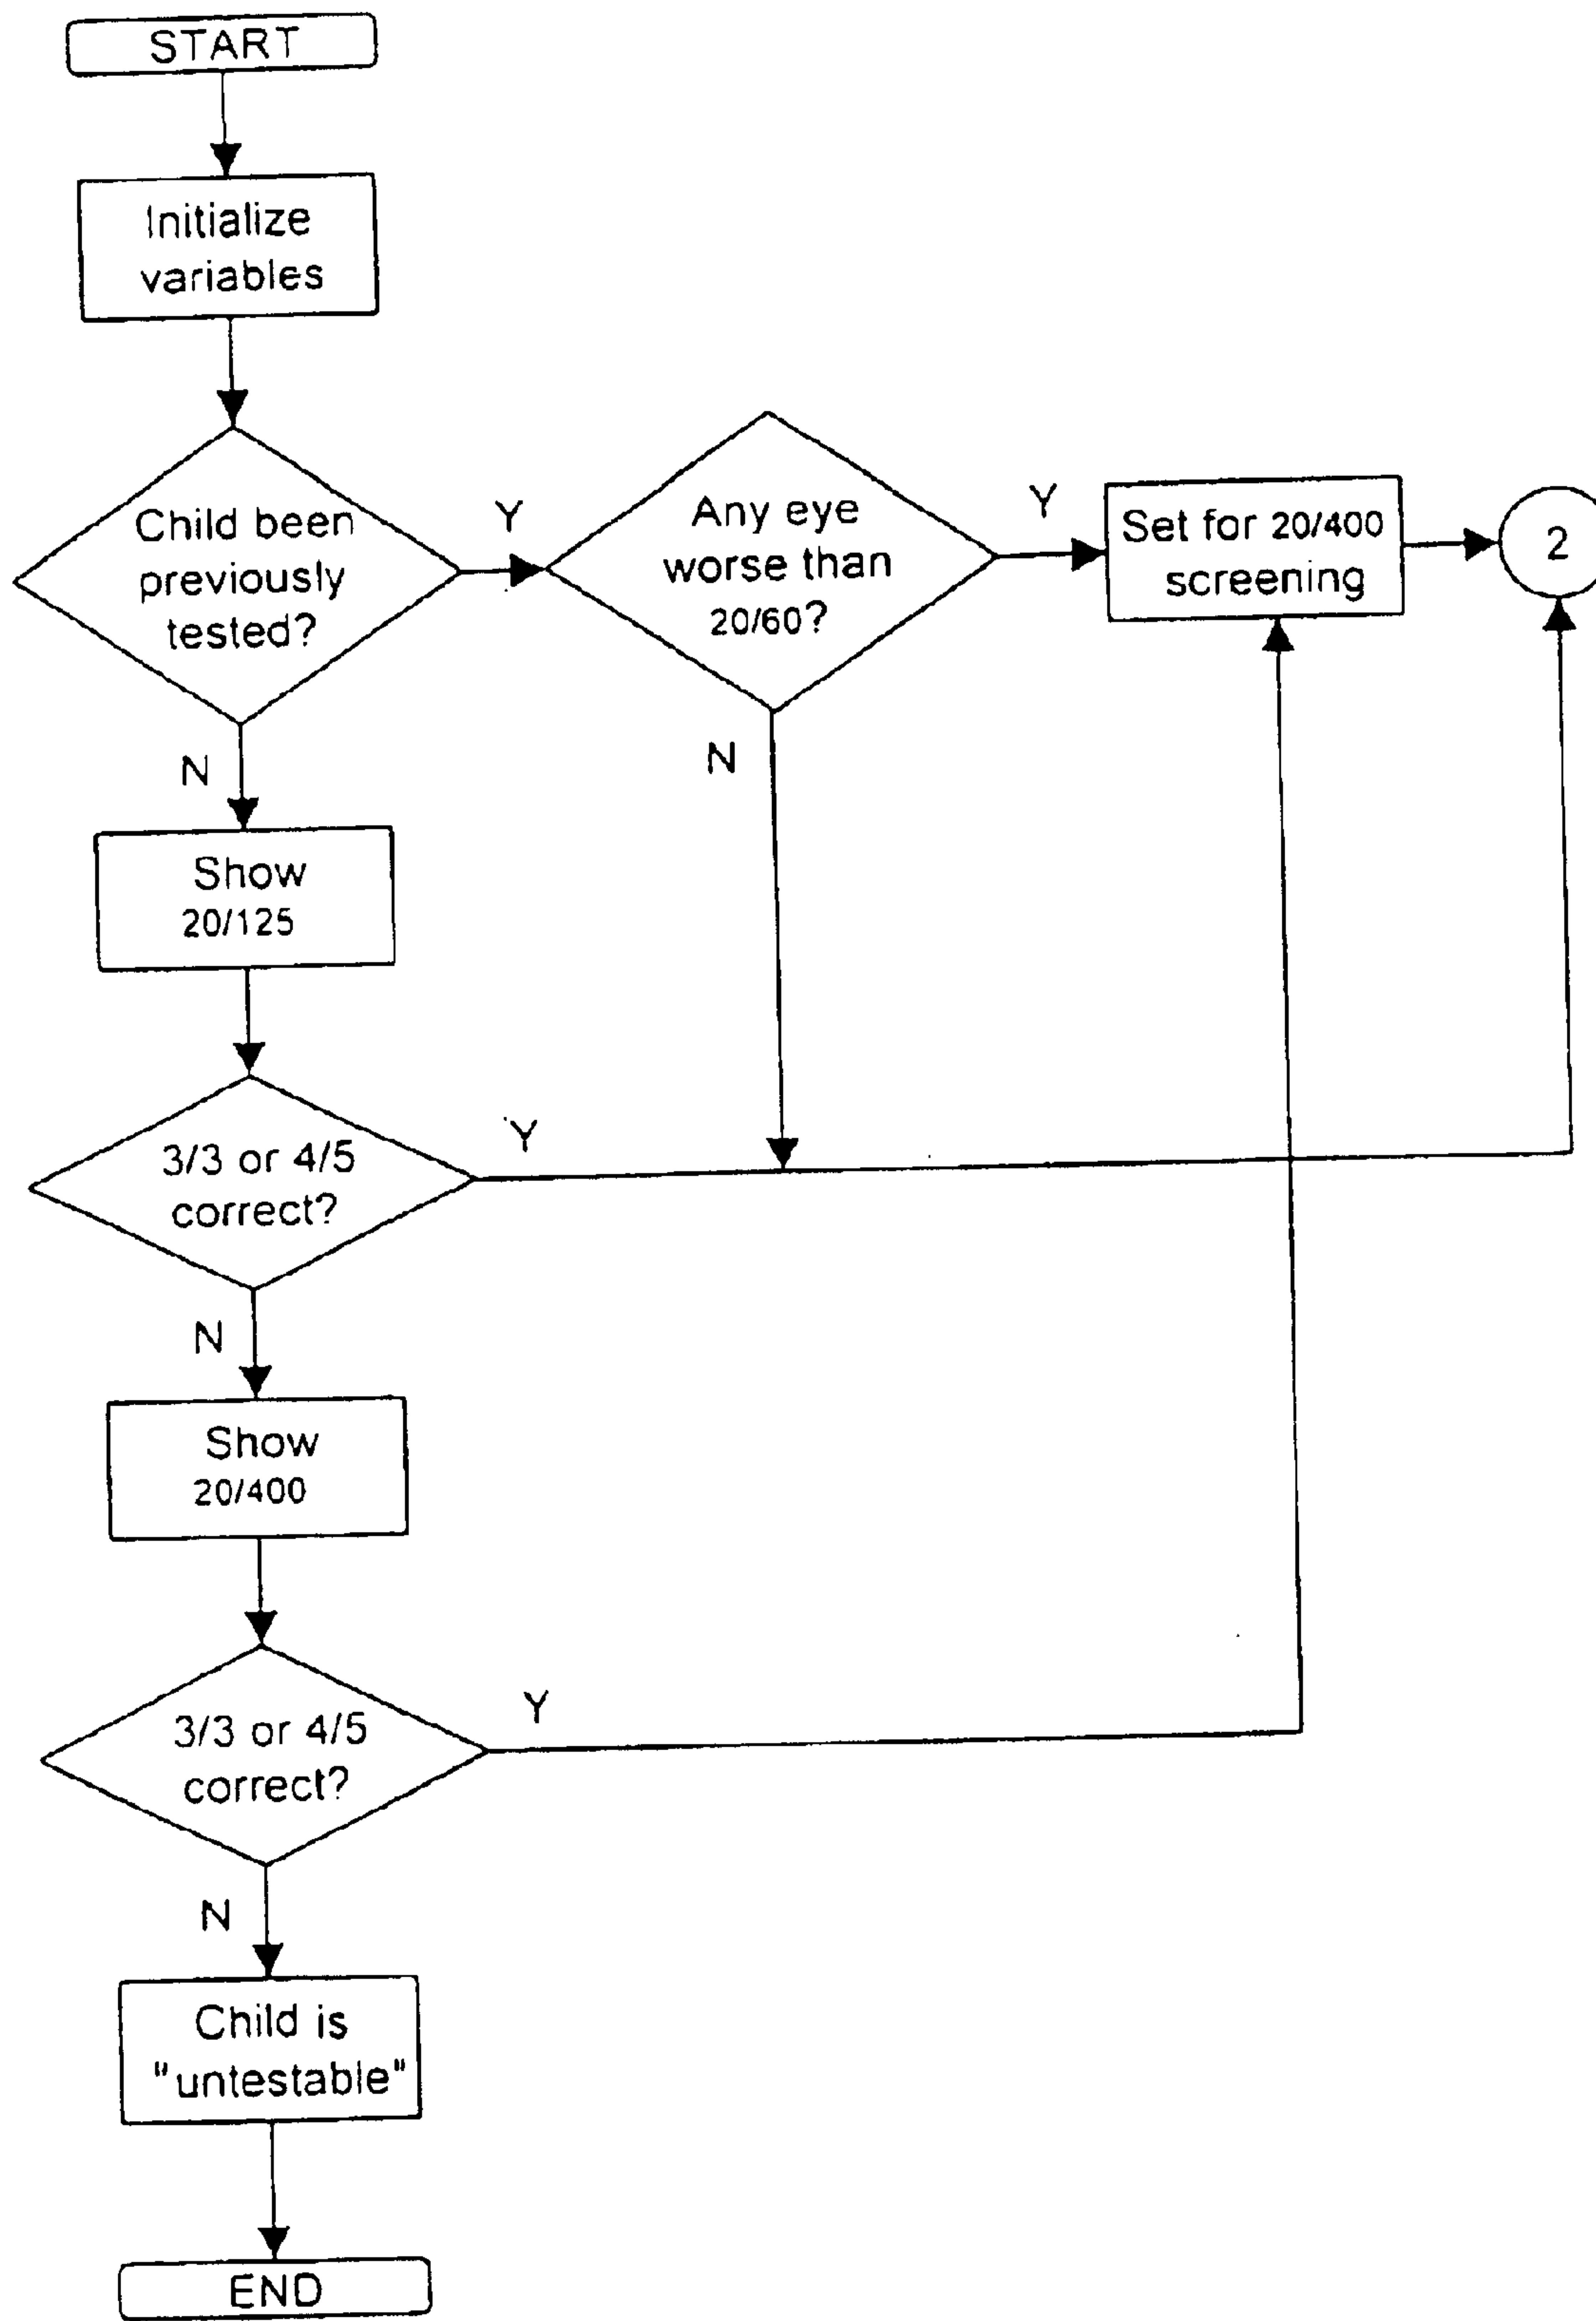 START
Initialize
variables
Child been
previously
tested?
Y
Any eye
worse than
20/60?
Y
Set for 20/400
screening
2
N
N
Show
20/125
3/3 or 4/5
correct?
Y
N
Show
20/400
3/3 or 4/5
correct?
Y
N
Child is
"untestable"
END